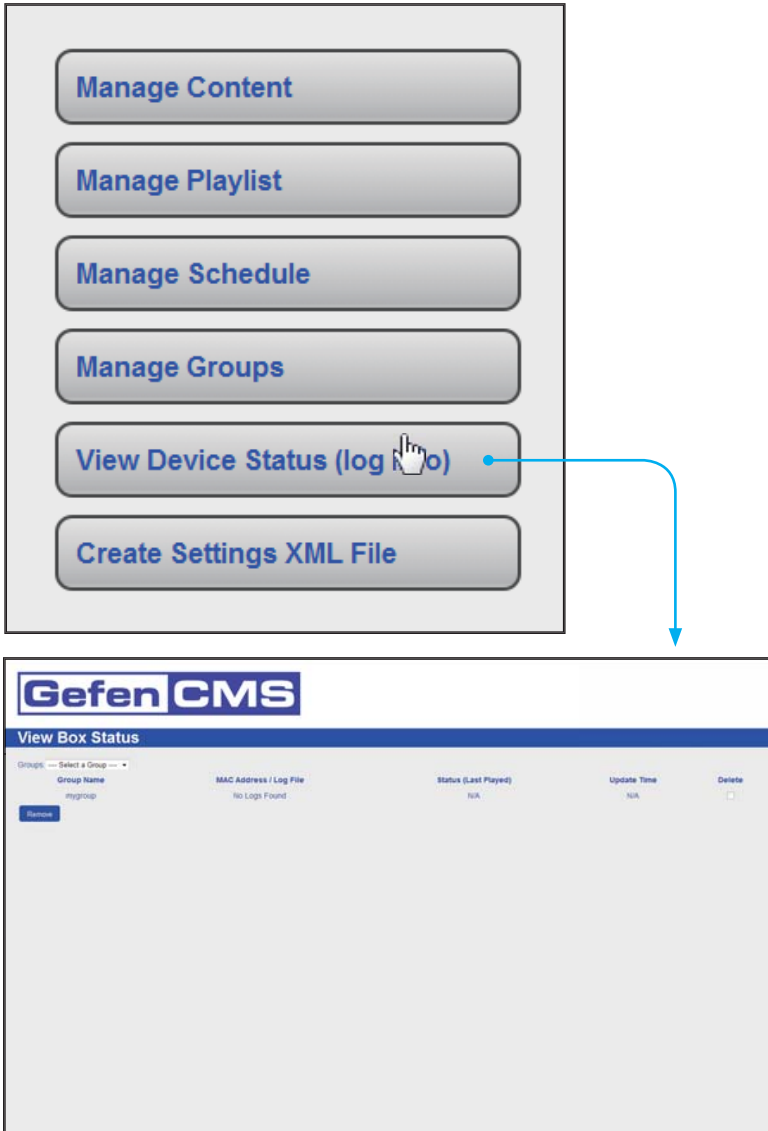 Manage Content
Manage Playlist
Manage Schedule
Manage Groups
View Device Status (log o)
Create Settings XML File
Gefen CMS
View Box Status
Groups: --- Select a Group ---
Group Name MAC Address / Log File Status (Last Played) Update Time Delete
mygroup No Logs Found N/A N/A
Remove